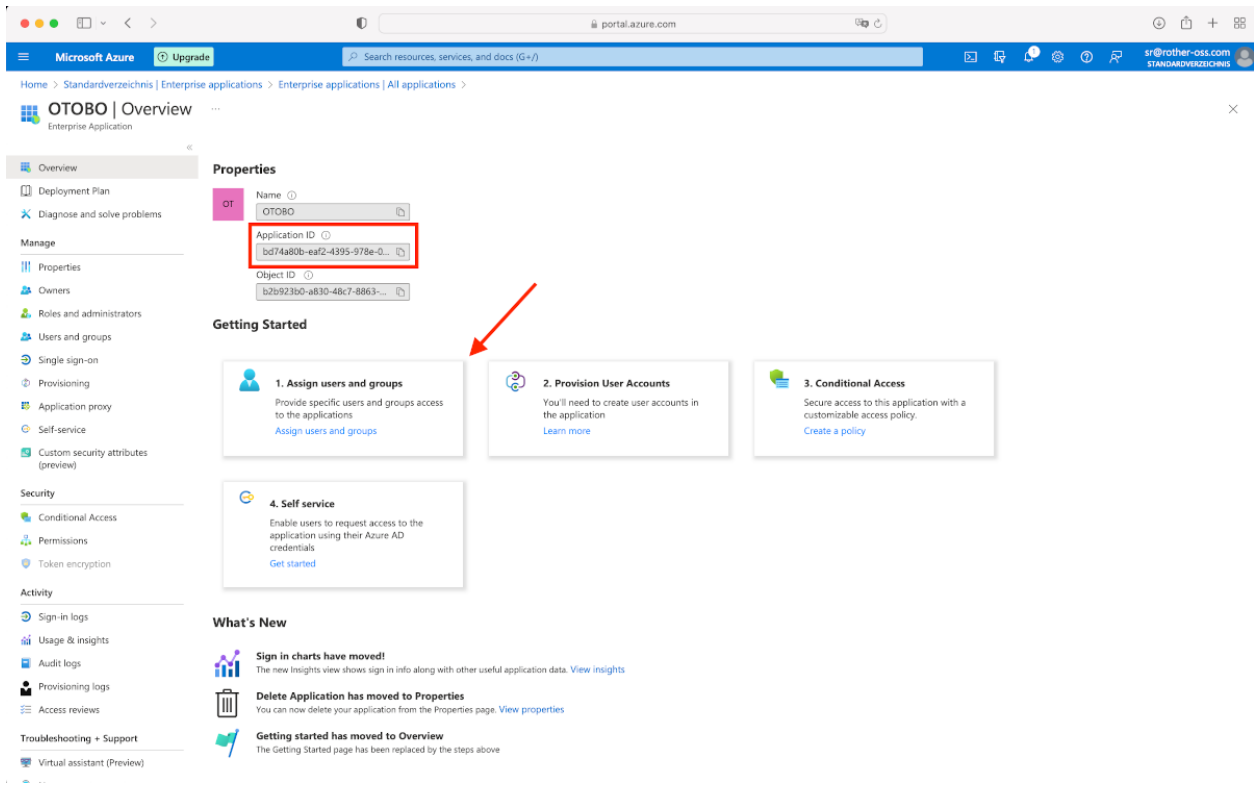 portal.azure.com
Microsoft Azure
Upgrade
Search resources, services, and docs (G+/)
sr@rother-oss.com
STANDARDVERZEICHNIS
Home > Standardverzeichnis | Enterprise applications > Enterprise applications | All applications >
OTOBO | Overview ...
Enterprise Application
«
Overview
Deployment Plan
Diagnose and solve problems
Manage
Properties
Owners
Roles and administrators
Users and groups
Single sign-on
Provisioning
Application proxy
Self-service
Custom security attributes
(preview)
Security
Conditional Access
Permissions
Token encryption
Activity
Sign-in logs
Usage & insights
Audit logs
Provisioning logs
Access reviews
Troubleshooting + Support
Virtual assistant (Preview)
Properties
OT
Name
OTOBO
Application ID
bd74a80b-eaf2-4395-978e-0...
Object ID
b2b923b0-a830-48c7-8863-...
Getting Started
1. Assign users and groups
Provide specific users and groups access
to the applications
Assign users and groups
2. Provision User Accounts
You'll need to create user accounts in
the application
Learn more
3. Conditional Access
Secure access to this application with a
customizable access policy.
Create a policy
4. Self service
Enable users to request access to the
application using their Azure AD
credentials
Get started
What's New
Sign in charts have moved!
The new Insights view shows sign in info along with other useful application data. View insights
Delete Application has moved to Properties
You can now delete your application from the Properties page. View properties
Getting started has moved to Overview
The Getting Started page has been replaced by the steps above